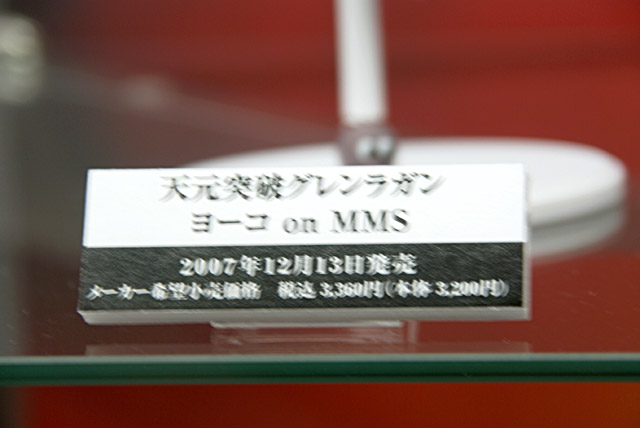 天元突破グレンラガン
ヨーコ on MMS
2007年12月13日発売
メーカー希望小売価格　税込 3,360円(本体 3,200円)